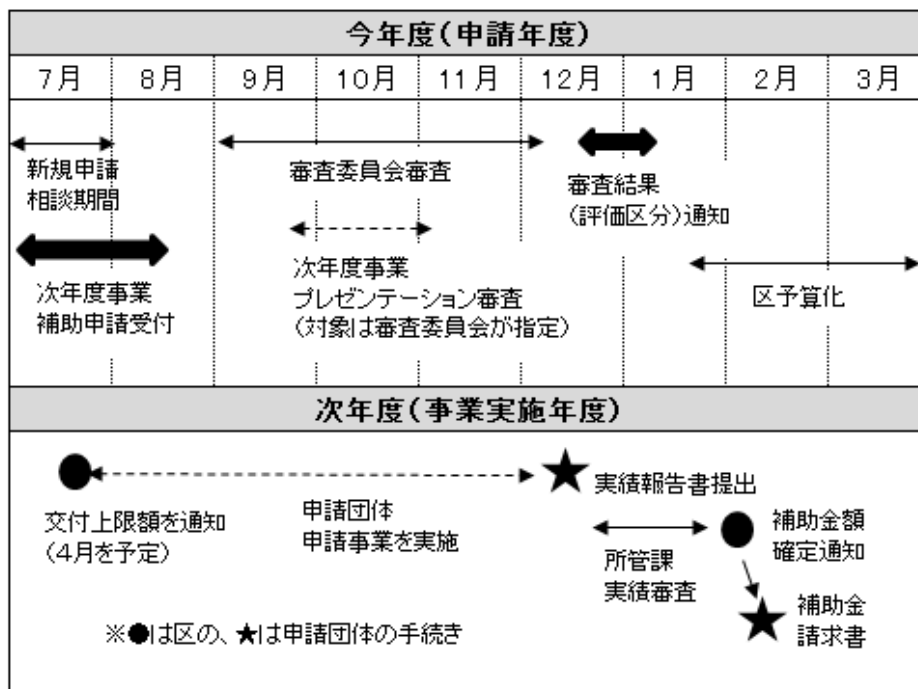 今年度(申請年度)
7月 8月 9月 10月 11月 12月 1月 2月 3月
新規申請
相談期間
審査委員会審査
審査結果
(評価区分)通知
次年度事業
補助申請受付
次年度事業
プレゼンテーション審査
(対象は審査委員会が指定)
区予算化
次年度(事業実施年度)
交付上限額を通知
(4月を予定)
申請団体
申請事業を実施
実績報告書提出
所管課
実績審査
補助金額
確定通知
補助金
請求書
※●は区の、★は申請団体の手続き